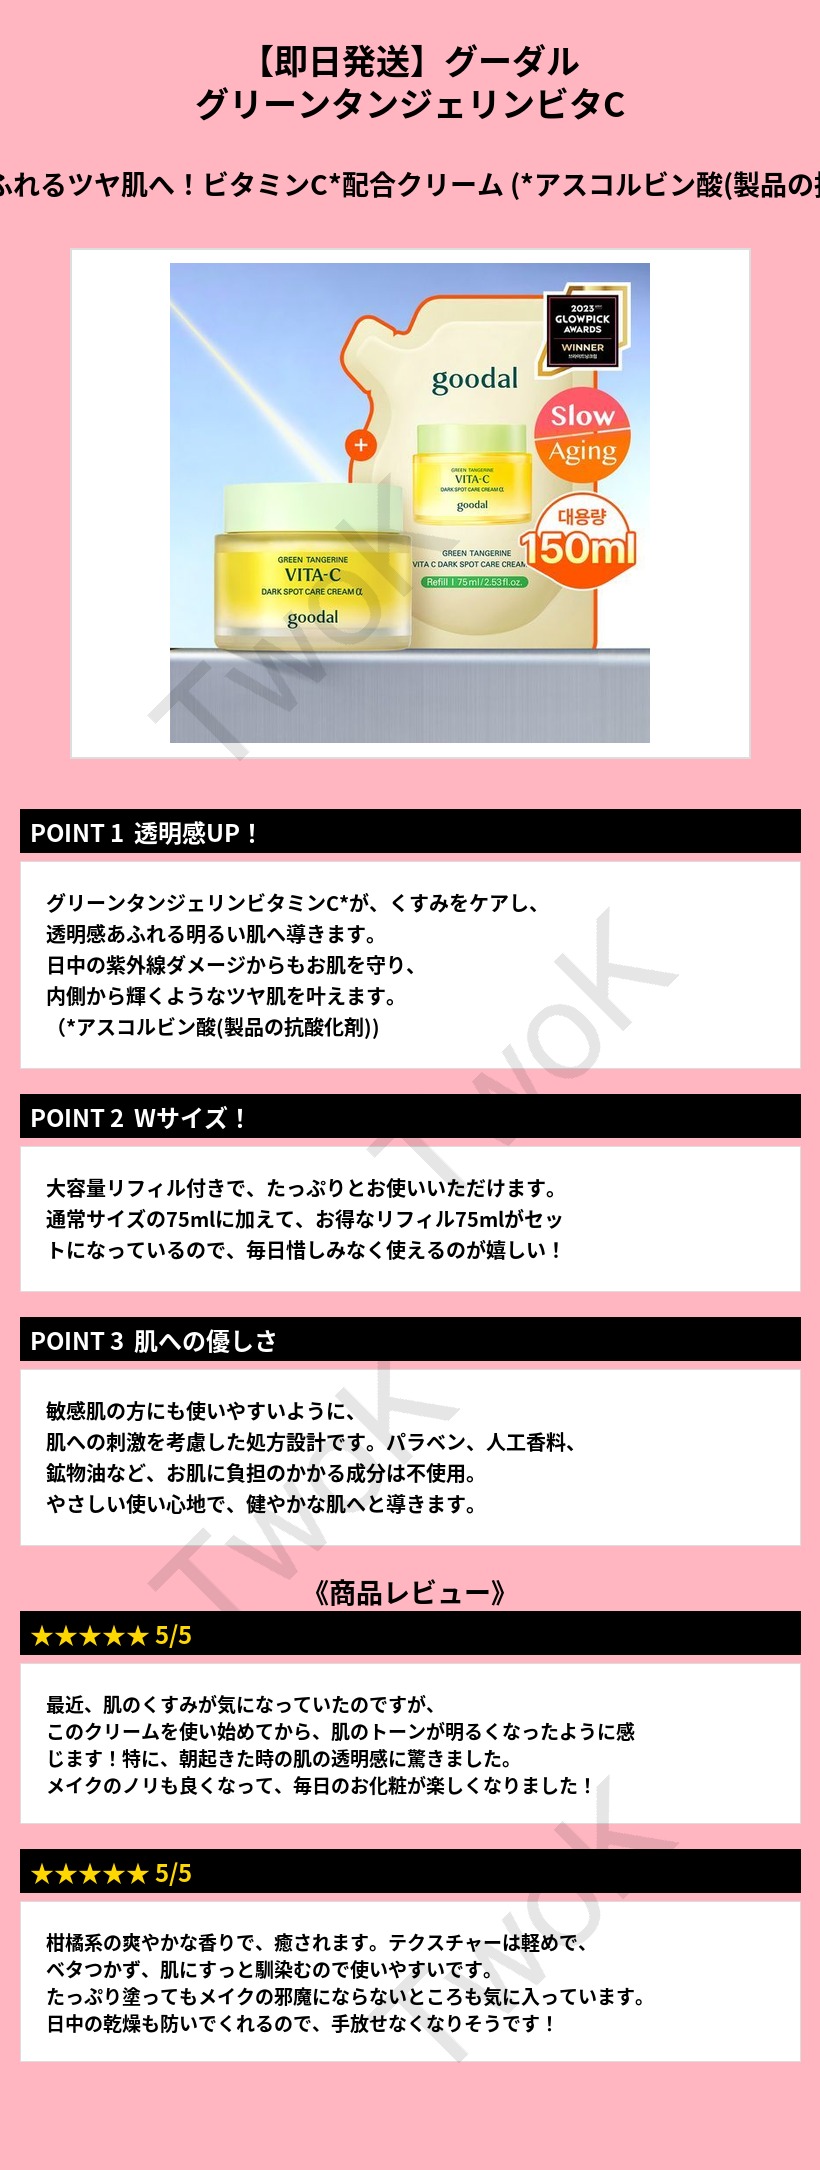 【即日発送】グーダル
グリーンタンジェリンビタC
ふれるツヤ肌へ！ビタミンC*配合クリーム (*アスコルビン酸(製品の抗
2023
GLOWPICK
AWARDS
WINNER
goodal
Slow
Aging
GREEN TANGERINE
VITA-C
DARK SPOT CARE CREAM α
goodal
대용량
150ml
GREEN TANGERINE
VITA C DARK SPOT CARE CREAM
Refill | 75ml/2.53fl.oz.
GREEN TANGERINE
VITA-C
DARK SPOT CARE CREAM α
goodal
TwoK
POINT 1 透明感UP！
グリーンタンジェリンビタミンC*が、くすみをケアし、
透明感あふれる明るい肌へ導きます。
日中の紫外線ダメージからもお肌を守り、
内側から輝くようなツヤ肌を叶えます。
（*アスコルビン酸(製品の抗酸化剤))
TwoK
POINT 2 Wサイズ！
大容量リフィル付きで、たっぷりとお使いいただけます。
通常サイズの75mlに加えて、お得なリフィル75mlがセッ
トになっているので、毎日惜しみなく使えるのが嬉しい！
POINT 3 肌への優しさ
敏感肌の方にも使いやすいように、
肌への刺激を考慮した処方設計です。パラベン、人工香料、
鉱物油など、お肌に負担のかかる成分は不使用。
やさしい使い心地で、健やかな肌へと導きます。
TwoK
《商品レビュー》
★★★★★ 5/5
最近、肌のくすみが気になっていたのですが、
このクリームを使い始めてから、肌のトーンが明るくなったように感
じます！特に、朝起きた時の肌の透明感に驚きました。
メイクのノリも良くなって、毎日のお化粧が楽しくなりました！
★★★★★ 5/5
柑橘系の爽やかな香りで、癒されます。テクスチャーは軽めで、
ベタつかず、肌にすっと馴染むので使いやすいです。
たっぷり塗ってもメイクの邪魔にならないところも気に入っています。
日中の乾燥も防いでくれるので、手放せなくなりそうです！
TwoK